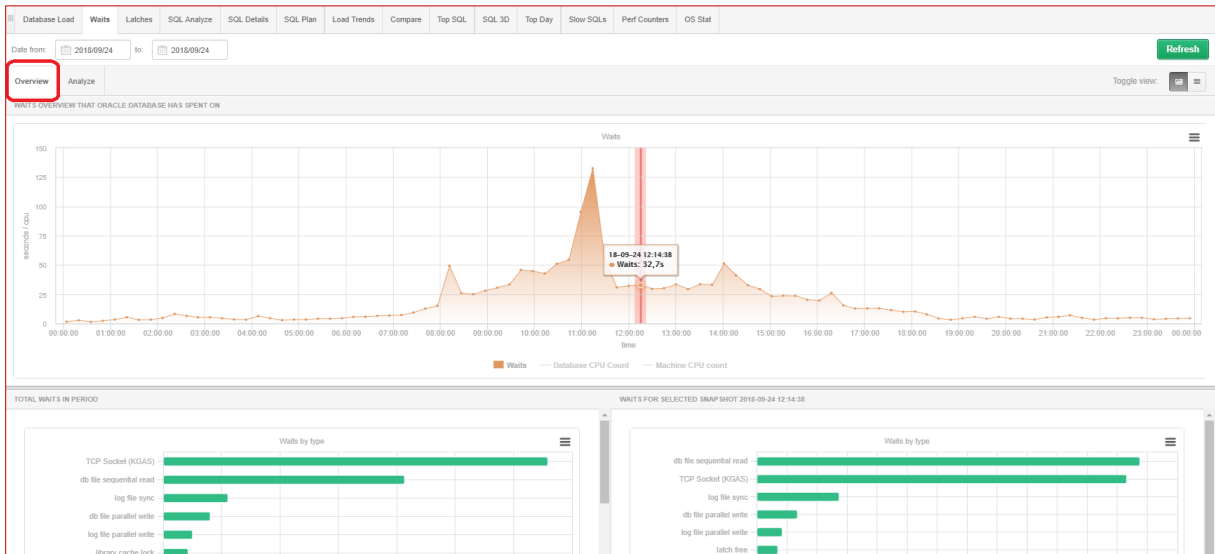 Database Load Waits Latches SQL Analyze SQL Details SQL Plan Load Trends Compare Top SQL SQL 3D Top Day Slow SQLs Perf Counters OS Stat
Date from: 2018/09/24 to: 2018/09/24 Refresh
Overview Analyze Toggle view:
WAITS OVERVIEW THAT ORACLE DATABASE HAS SPENT ON
Waits
150
125
100
75
50
25
0
seconds / cpu
18-09-24 12:14:38
Waits: 32,7s
00:00:00 01:00:00 02:00:00 03:00:00 04:00:00 05:00:00 06:00:00 07:00:00 08:00:00 09:00:00 10:00:00 11:00:00 12:00:00 13:00:00 14:00:00 15:00:00 16:00:00 17:00:00 18:00:00 19:00:00 20:00:00 21:00:00 22:00:00 23:00:00 00:00:00
time
Waits Database CPU Count Machine CPU count
TOTAL WAITS IN PERIOD
Waits by type
TCP Socket (KGAS)
db file sequential read
log file sync
db file parallel write
log file parallel write
library cache lock
WAITS FOR SELECTED SNAPSHOT 2018-09-24 12:14:38
Waits by type
db file sequential read
TCP Socket (KGAS)
log file sync
db file parallel write
log file parallel write
latch free